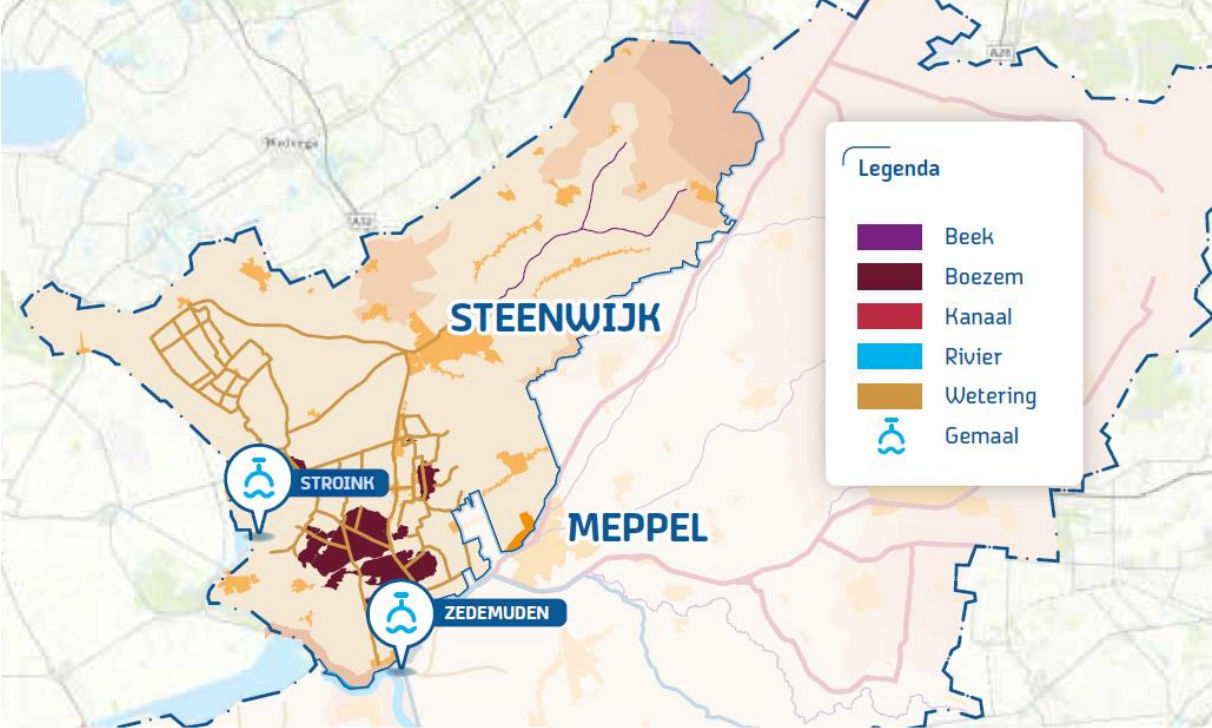 A28
Wolvega
Legenda
A32
Beek
Boezem
Kanaal
STEENWIJK
Rivier
Wetering
Gemaal
STROINK
MEPPEL
ZEDEMUDEN